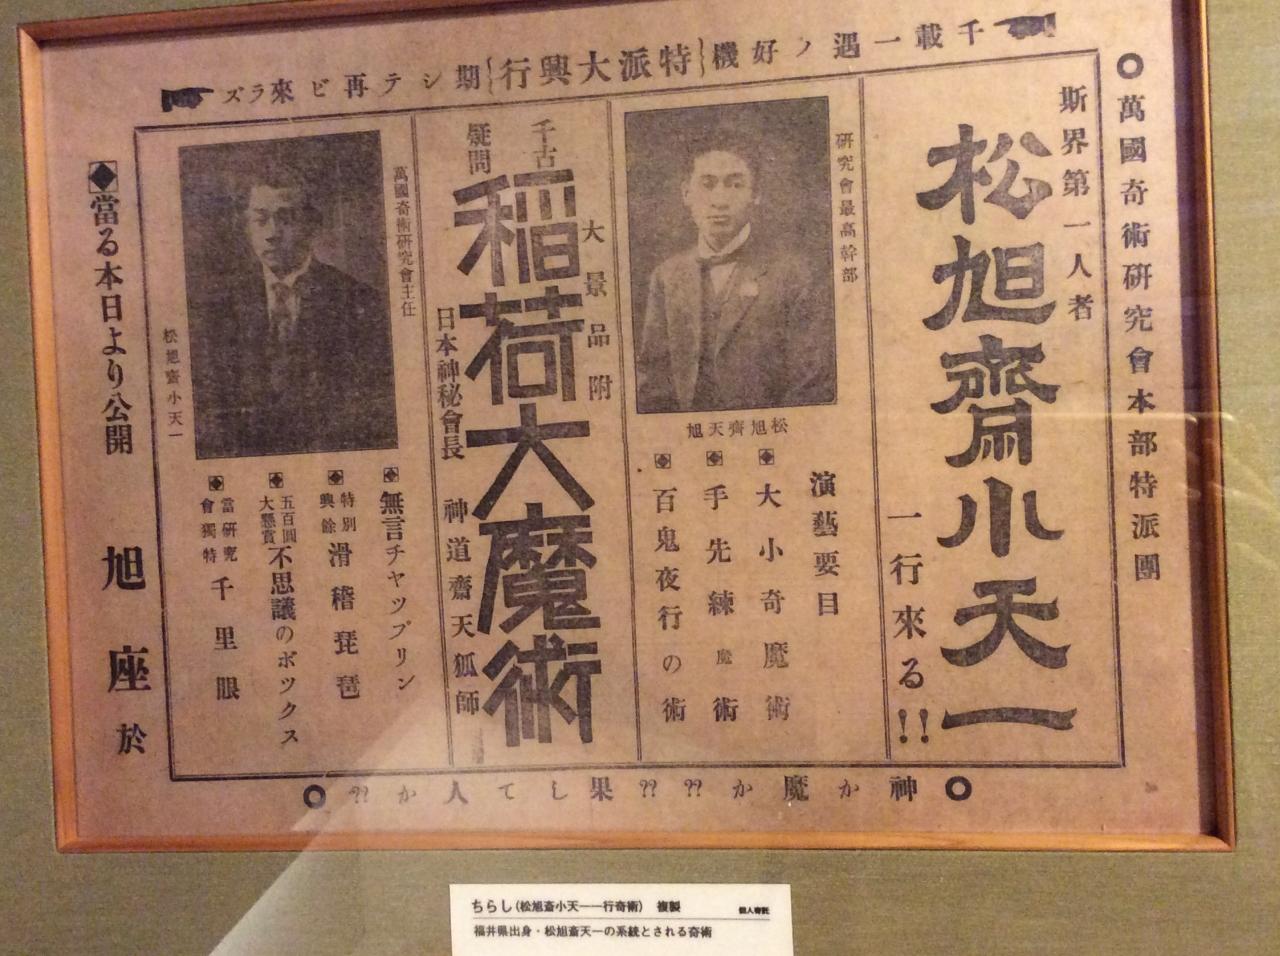 千載一遇ノ好機｛特派大興行｝期シテ再ビ來ラズ
○萬國奇術研究會本部特派團
斯界第一人者
松旭齋小天一
一行來る!!
研究會最高幹部
松旭齊天旭
演藝要目
大小奇魔術
手先練魔術
百鬼夜行の術
大景品附
千古
疑問
稲荷大魔術
日本神秘會長 神道齋天狐師
萬國奇術研究會主任
松旭齋小天一
無言チャップリン
特別
興餘
滑稽琵琶
五百圓
大懸賞
不思議のボックス
當研究
會獨特
千里眼
◆當る本日より公開 旭座於
○神か魔か?? ??果して人か??○
ちらし(松旭斎小天一一行奇術) 複製 個人寄託
福井県出身・松旭斎天一の系統とされる奇術